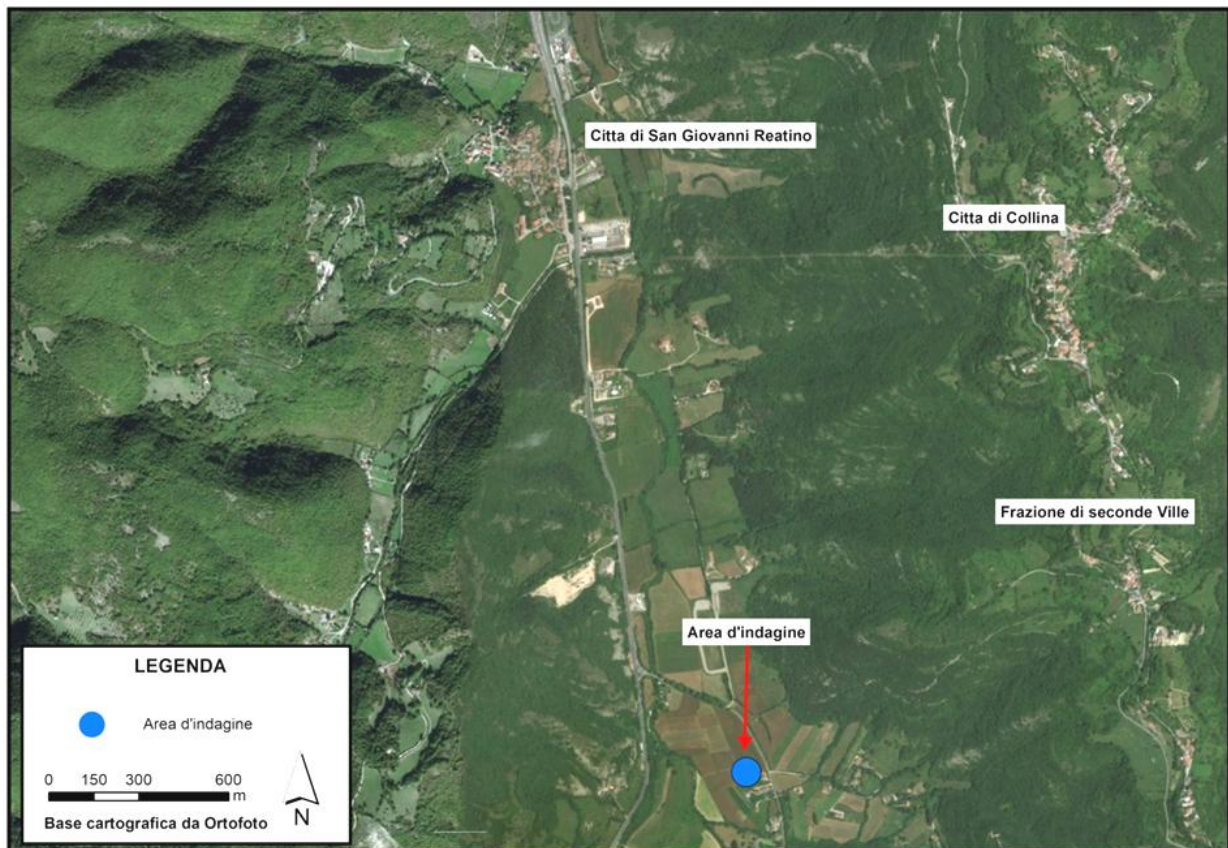 Citta di San Giovanni Reatino
Citta di Collina
Frazione di seconde Ville
Area d'indagine
LEGENDA
Area d'indagine
0 150 300 600
m
Base cartografica da Ortofoto
N